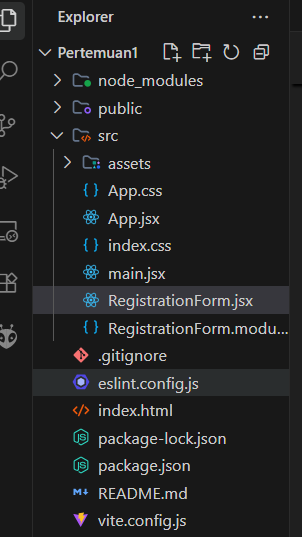 Explorer
Pertemuan1
node_modules
public
src
assets
App.css
App.jsx
index.css
main.jsx
RegistrationForm.jsx
RegistrationForm.modu...
.gitignore
eslint.config.js
index.html
package-lock.json
package.json
README.md
vite.config.js